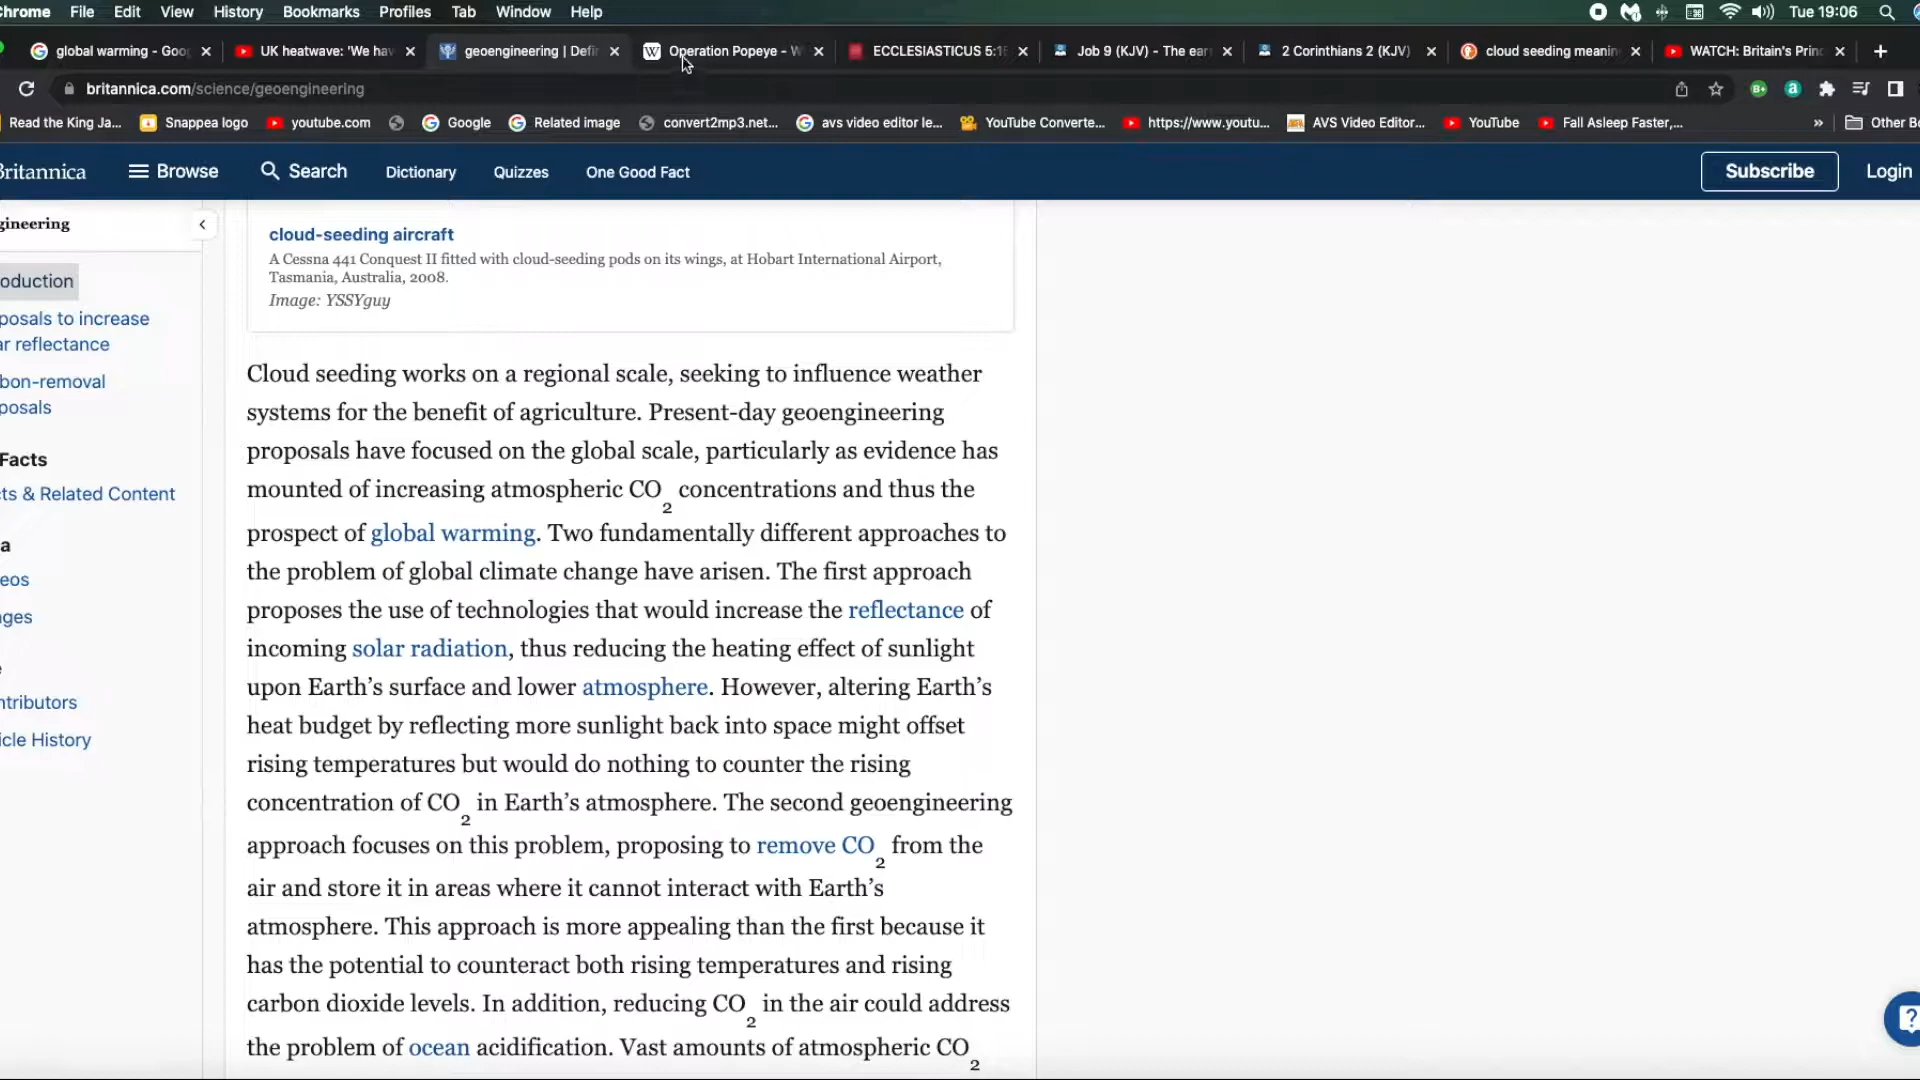 Chrome File Edit View History Bookmarks Profiles Tab Window Help Tue 19:06
global warming - Goo UK heatwave: 'We hav geoengineering | Defin Operation Popeye - W ECCLESIASTICUS 5:1 Job 9 (KJV) - The ear 2 Corinthians 2 (KJV) cloud seeding meanin WATCH: Britain's Prin
britannica.com/science/geoengineering
Read the King Ja... Snappea logo youtube.com Google Related image convert2mp3.net... avs video editor le... YouTube Converte... https://www.youtu... AVS Video Editor... YouTube Fall Asleep Faster,... » Other B
Britannica Browse Search Dictionary Quizzes One Good Fact Subscribe Login
gineering
oduction
posals to increase
ar reflectance
bon-removal
posals
Facts
ts & Related Content
a
eos
ges
e
ntributors
icle History
cloud-seeding aircraft
A Cessna 441 Conquest II fitted with cloud-seeding pods on its wings, at Hobart International Airport,
Tasmania, Australia, 2008.
Image: YSSYguy
Cloud seeding works on a regional scale, seeking to influence weather
systems for the benefit of agriculture. Present-day geoengineering
proposals have focused on the global scale, particularly as evidence has
mounted of increasing atmospheric CO2 concentrations and thus the
prospect of global warming. Two fundamentally different approaches to
the problem of global climate change have arisen. The first approach
proposes the use of technologies that would increase the reflectance of
incoming solar radiation, thus reducing the heating effect of sunlight
upon Earth's surface and lower atmosphere. However, altering Earth's
heat budget by reflecting more sunlight back into space might offset
rising temperatures but would do nothing to counter the rising
concentration of CO2 in Earth's atmosphere. The second geoengineering
approach focuses on this problem, proposing to remove CO2 from the
air and store it in areas where it cannot interact with Earth's
atmosphere. This approach is more appealing than the first because it
has the potential to counteract both rising temperatures and rising
carbon dioxide levels. In addition, reducing CO2 in the air could address
the problem of ocean acidification. Vast amounts of atmospheric CO2